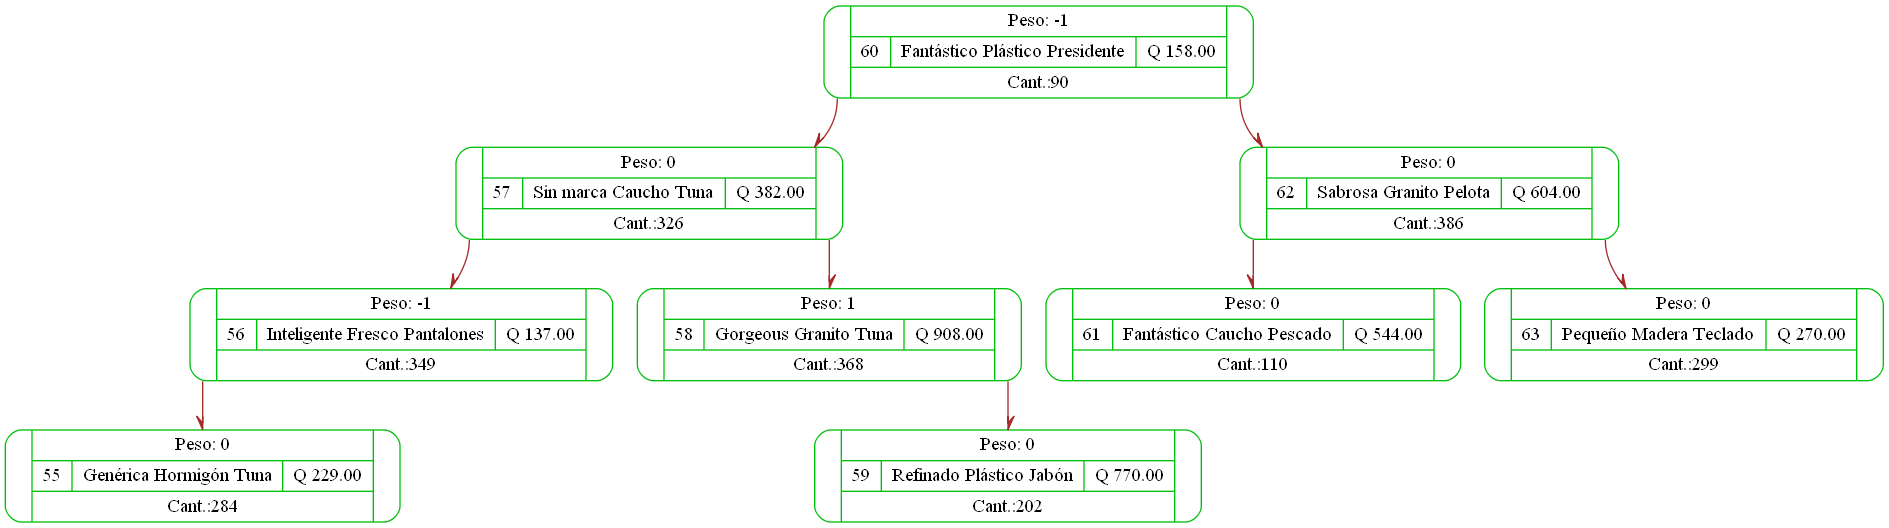 Peso: -1
60 Fantástico Plástico Presidente Q 158.00
Cant.:90
Peso: 0
57 Sin marca Caucho Tuna Q 382.00
Cant.:326
Peso: 0
62 Sabrosa Granito Pelota Q 604.00
Cant.:386
Peso: -1
56 Inteligente Fresco Pantalones Q 137.00
Cant.:349
Peso: 1
58 Gorgeous Granito Tuna Q 908.00
Cant.:368
Peso: 0
61 Fantástico Caucho Pescado Q 544.00
Cant.:110
Peso: 0
63 Pequeño Madera Teclado Q 270.00
Cant.:299
Peso: 0
55 Genérica Hormigón Tuna Q 229.00
Cant.:284
Peso: 0
59 Refinado Plástico Jabón Q 770.00
Cant.:202